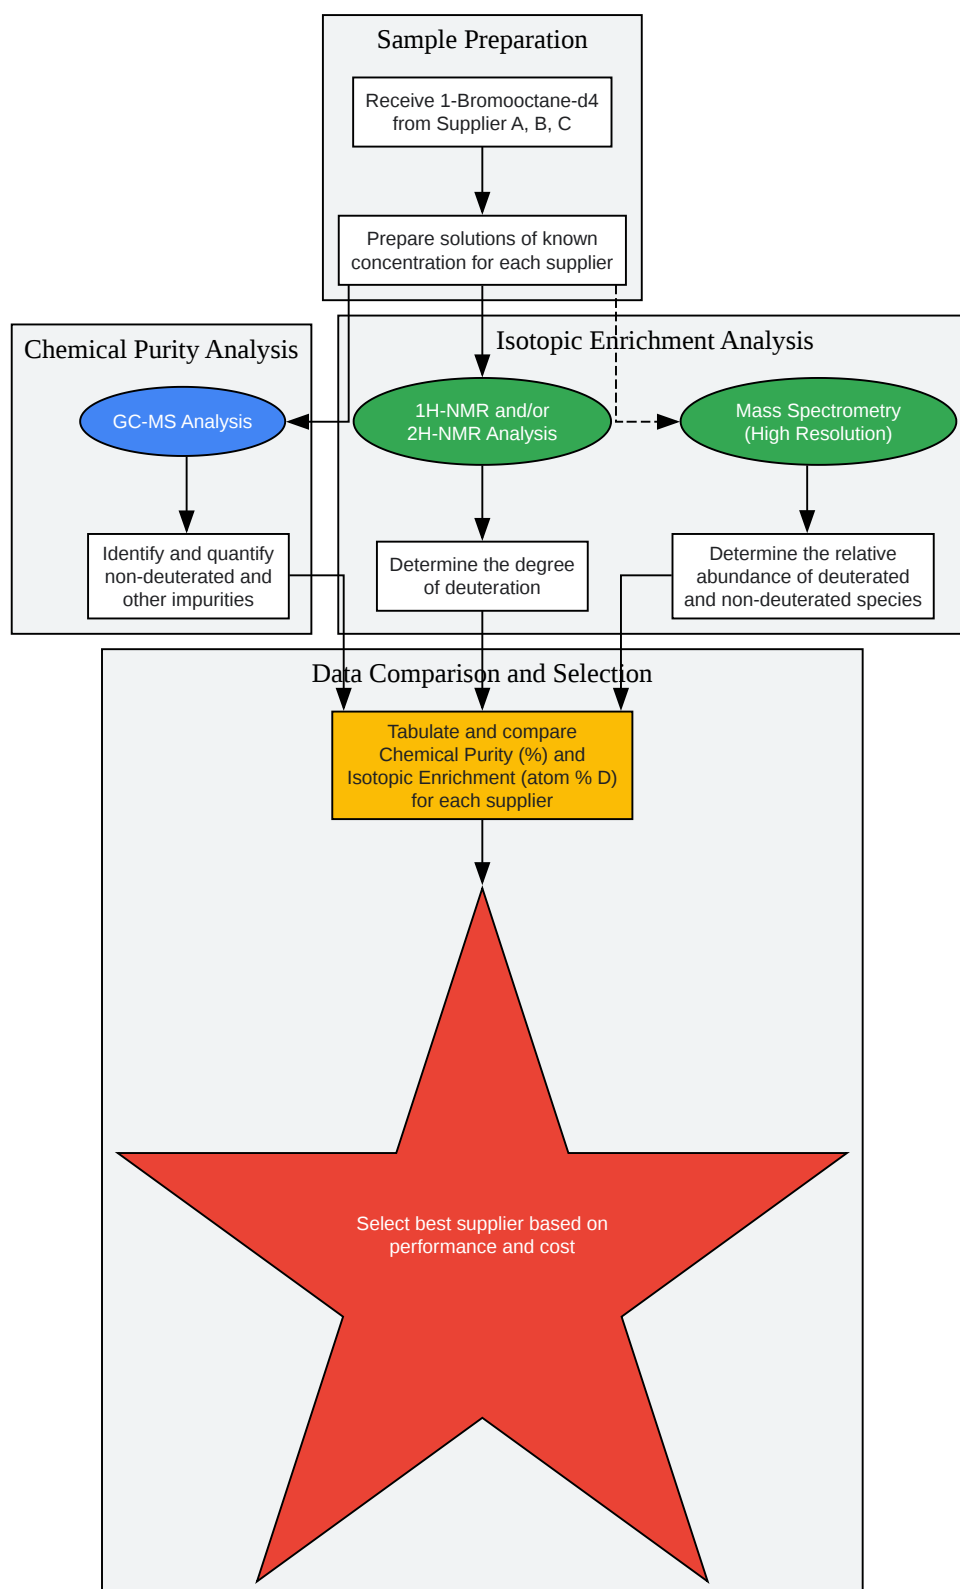 Sample Preparation
Receive 1-Bromooctane-d4
from Supplier A, B, C
Prepare solutions of known
concentration for each supplier
Chemical Purity Analysis
GC-MS Analysis
Identify and quantify
non-deuterated and
other impurities
Isotopic Enrichment Analysis
1H-NMR and/or
2H-NMR Analysis
Determine the degree
of deuteration
Mass Spectrometry
(High Resolution)
Determine the relative
abundance of deuterated
and non-deuterated species
Data Comparison and Selection
Tabulate and compare
Chemical Purity (%) and
Isotopic Enrichment (atom % D)
for each supplier
Select best supplier based on
performance and cost